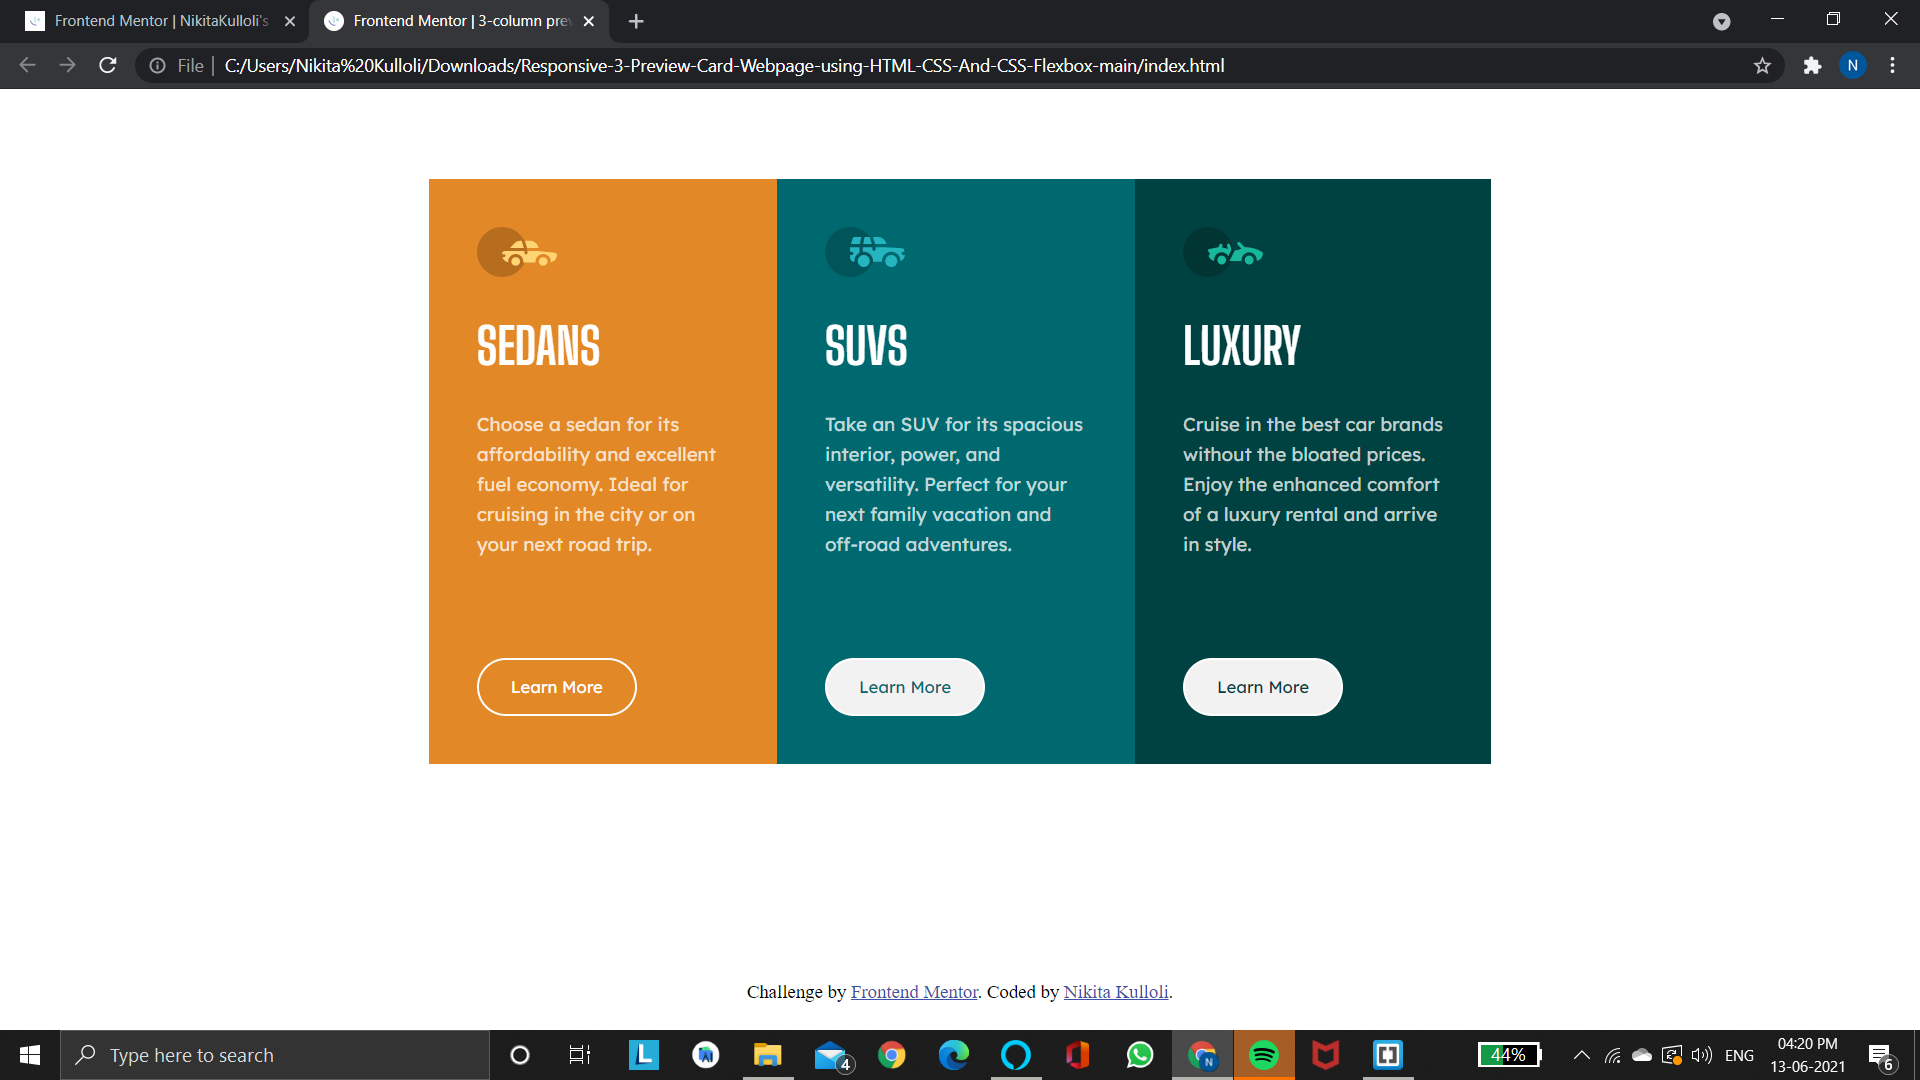 Frontend Mentor | NikitaKulloli's
Frontend Mentor | 3-column prev
File
C:/Users/Nikita%20Kulloli/Downloads/Responsive-3-Preview-Card-Webpage-using-HTML-CSS-And-CSS-Flexbox-main/index.html
N
SEDANS
Choose a sedan for its
affordability and excellent
fuel economy. Ideal for
cruising in the city or on
your next road trip.
Learn More
SUVS
Take an SUV for its spacious
interior, power, and
versatility. Perfect for your
next family vacation and
off-road adventures.
Learn More
LUXURY
Cruise in the best car brands
without the bloated prices.
Enjoy the enhanced comfort
of a luxury rental and arrive
in style.
Learn More
Challenge by Frontend Mentor. Coded by Nikita Kulloli.
Type here to search
L
4
N
44%
ENG
04:20 PM
13-06-2021
6